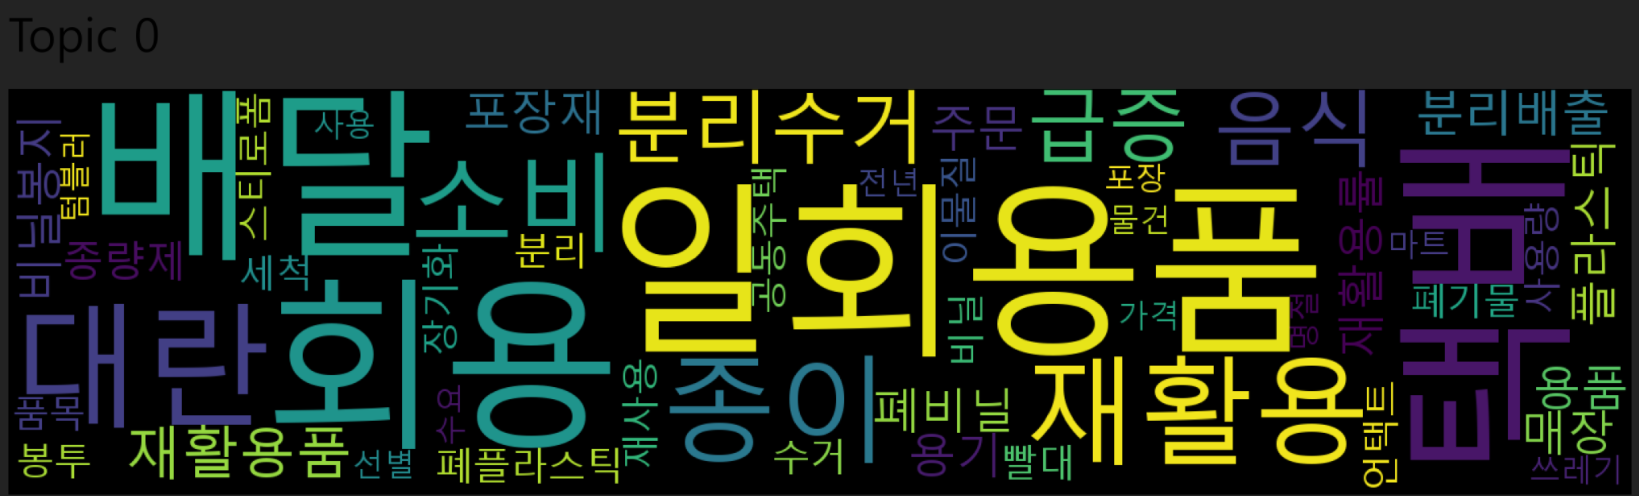 Topic 0
배달
사용
포장재
분리수거
주문
급증
음식
분리배출
비닐봉지
텀블러
스티로폼
소비
공동주택
전년
이물질
포장
물건
재활용률
마트
택배
사용량
플라스틱
종량제
세척
장기화
분리
일회용품
비닐
가격
명절
폐기물
대란
회용
품목
수요
재사용
종이
폐비닐
재활용
언택트
용품
매장
봉투
재활용품
선별
폐플라스틱
수거
용기
빨대
쓰레기